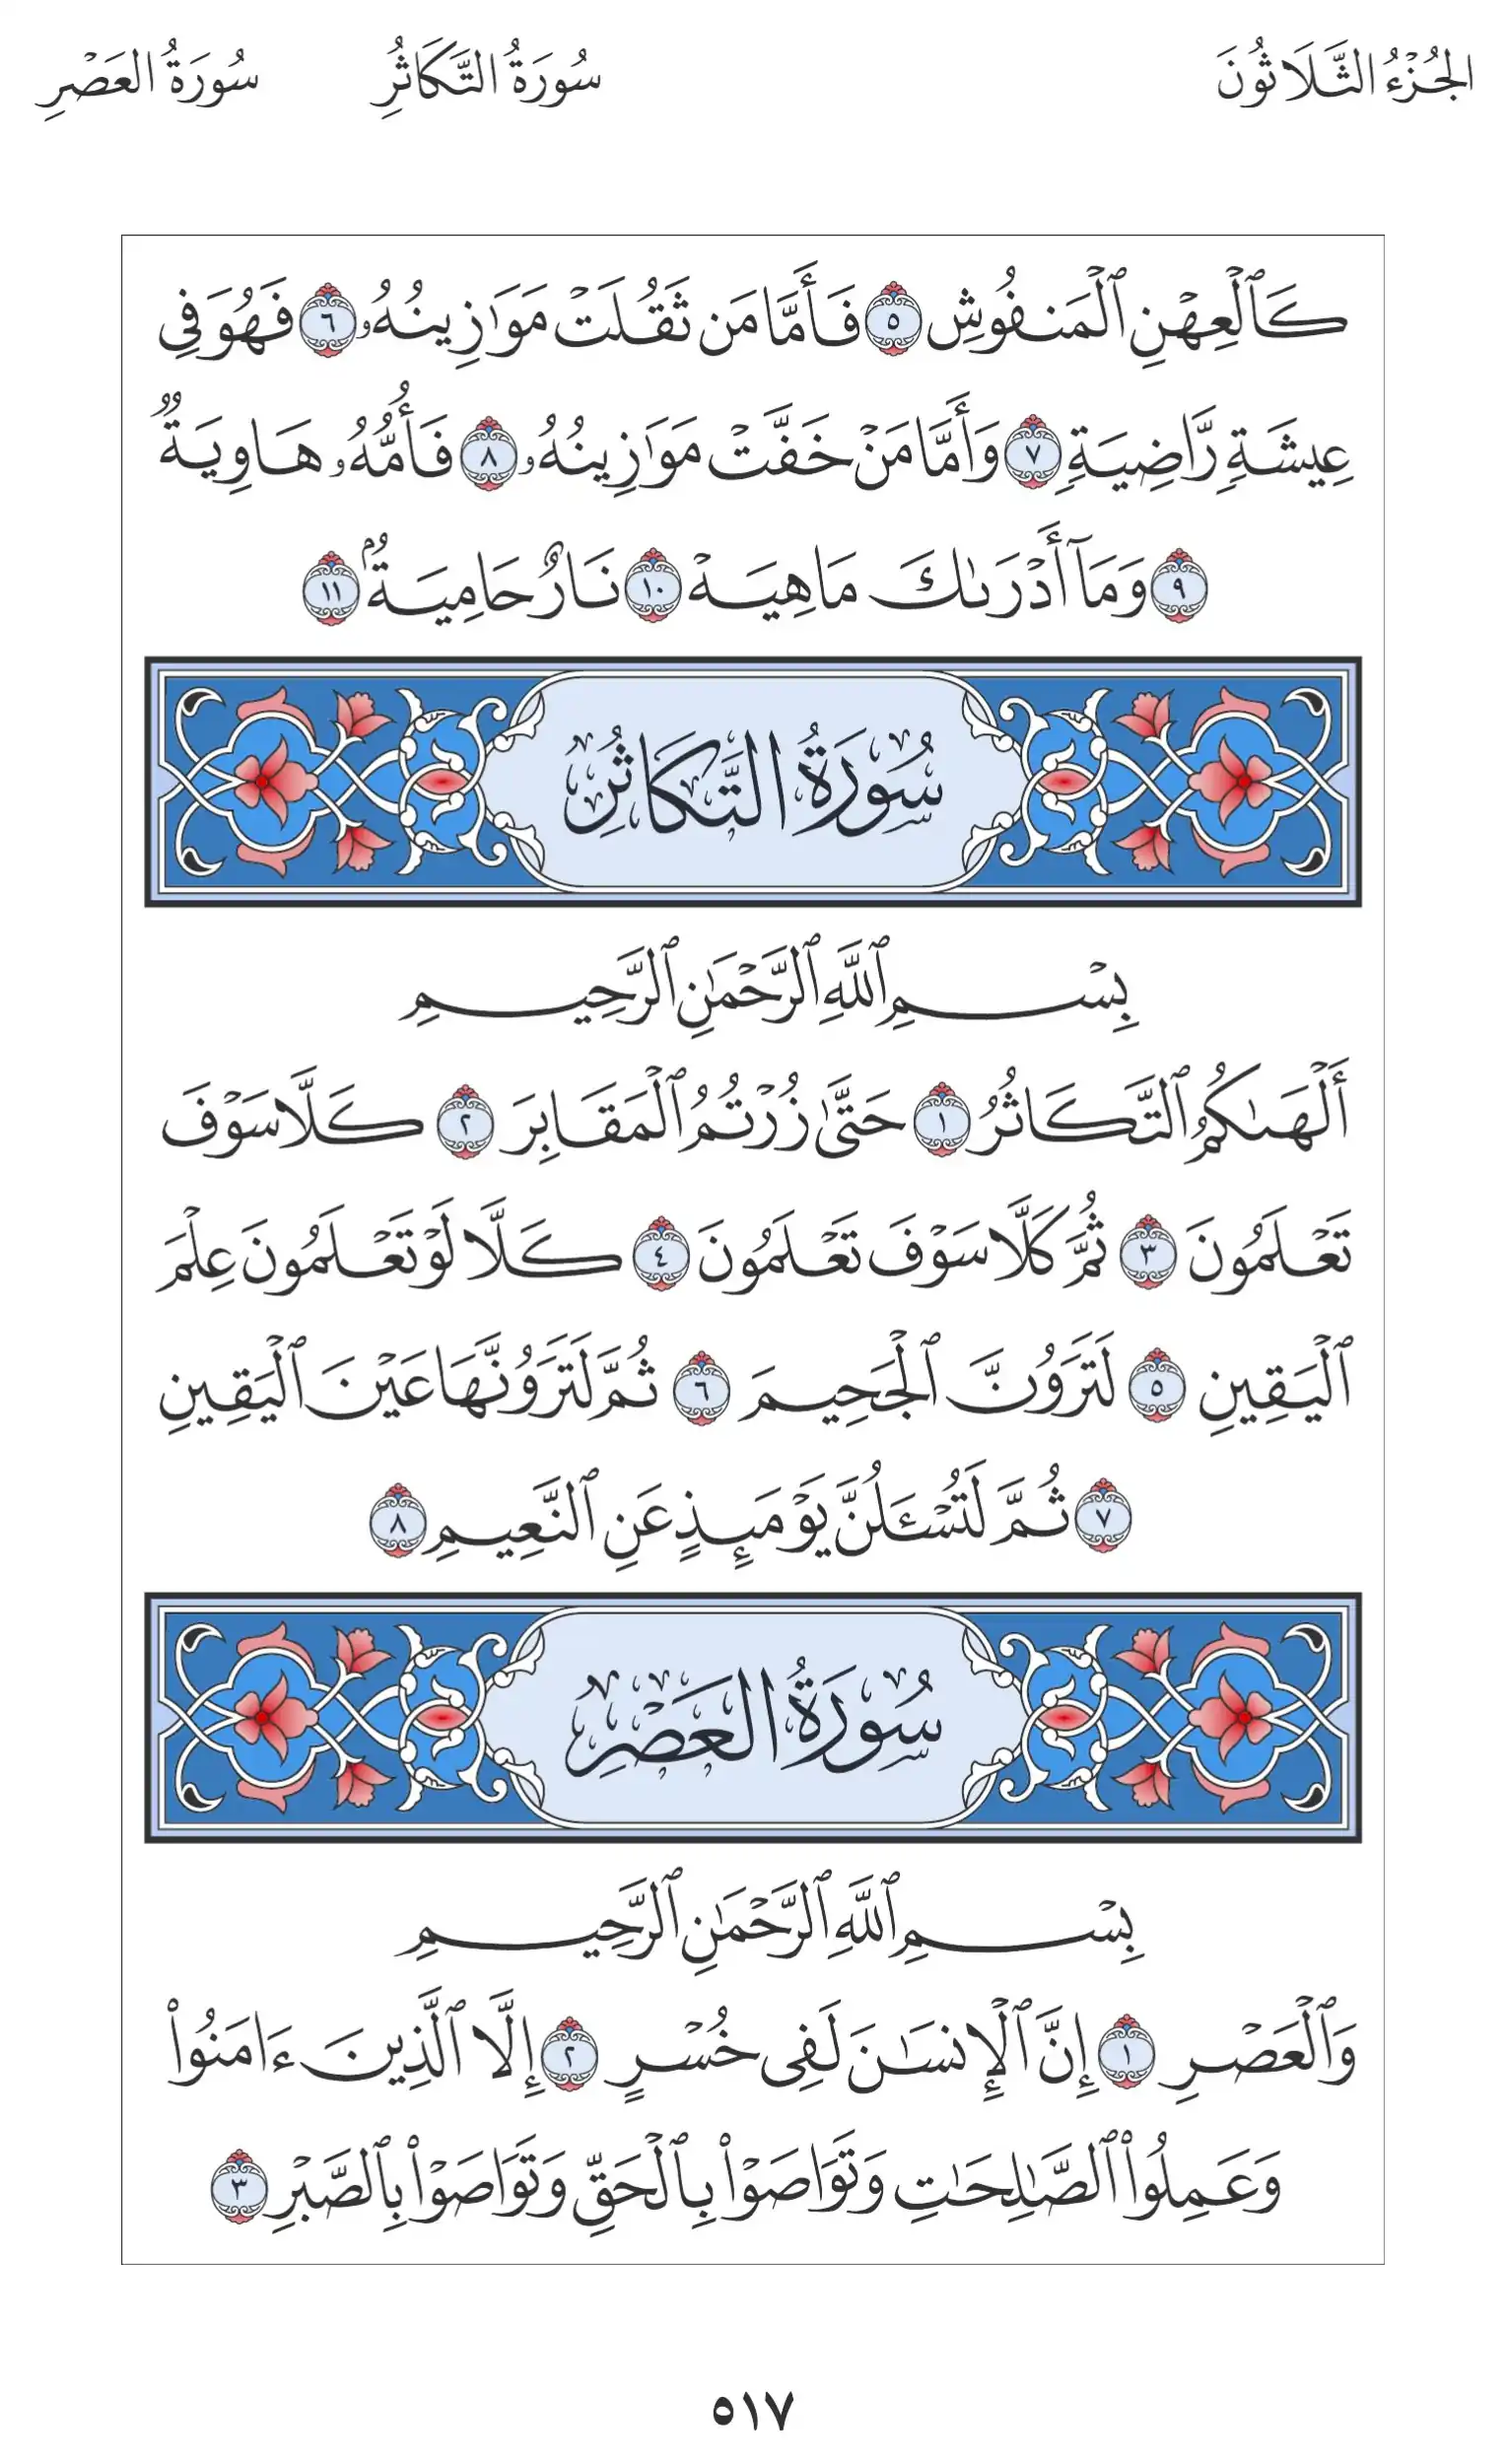 الجُزْءُ الثَّلَاثُونَ سُورَةُ التَّكَاثُرِ سُورَةُ العَصْرِ
كَٱلْعِهْنِ ٱلْمَنفُوشِ ٥ فَأَمَّا مَن ثَقُلَتْ مَوَٰزِينُهُۥ ٦ فَهُوَ فِى
عِيشَةٍ رَّاضِيَةٍ ٧ وَأَمَّا مَنْ خَفَّتْ مَوَٰزِينُهُۥ ٨ فَأُمُّهُۥ هَاوِيَةٌ
٩ وَمَآ أَدْرَىٰكَ مَا هِيَهْ ١٠ نَارٌ حَامِيَةٌۢ ١١
سُورَةُ التَّكَاثُرِ
بِسْمِ ٱللَّهِ ٱلرَّحْمَٰنِ ٱلرَّحِيمِ
أَلْهَىٰكُمُ ٱلتَّكَاثُرُ ١ حَتَّىٰ زُرْتُمُ ٱلْمَقَابِرَ ٢ كَلَّا سَوْفَ
تَعْلَمُونَ ٣ ثُمَّ كَلَّا سَوْفَ تَعْلَمُونَ ٤ كَلَّا لَوْ تَعْلَمُونَ عِلْمَ
ٱلْيَقِينِ ٥ لَتَرَوُنَّ ٱلْجَحِيمَ ٦ ثُمَّ لَتَرَوُنَّهَا عَيْنَ ٱلْيَقِينِ
٧ ثُمَّ لَتُسْـَٔلُنَّ يَوْمَئِذٍ عَنِ ٱلنَّعِيمِ ٨
سُورَةُ العَصْرِ
بِسْمِ ٱللَّهِ ٱلرَّحْمَٰنِ ٱلرَّحِيمِ
وَٱلْعَصْرِ ١ إِنَّ ٱلْإِنسَٰنَ لَفِى خُسْرٍ ٢ إِلَّا ٱلَّذِينَ ءَامَنُوا۟
وَعَمِلُوا۟ ٱلصَّٰلِحَٰتِ وَتَوَاصَوْا۟ بِٱلْحَقِّ وَتَوَاصَوْا۟ بِٱلصَّبْرِ ٣
٥١٧